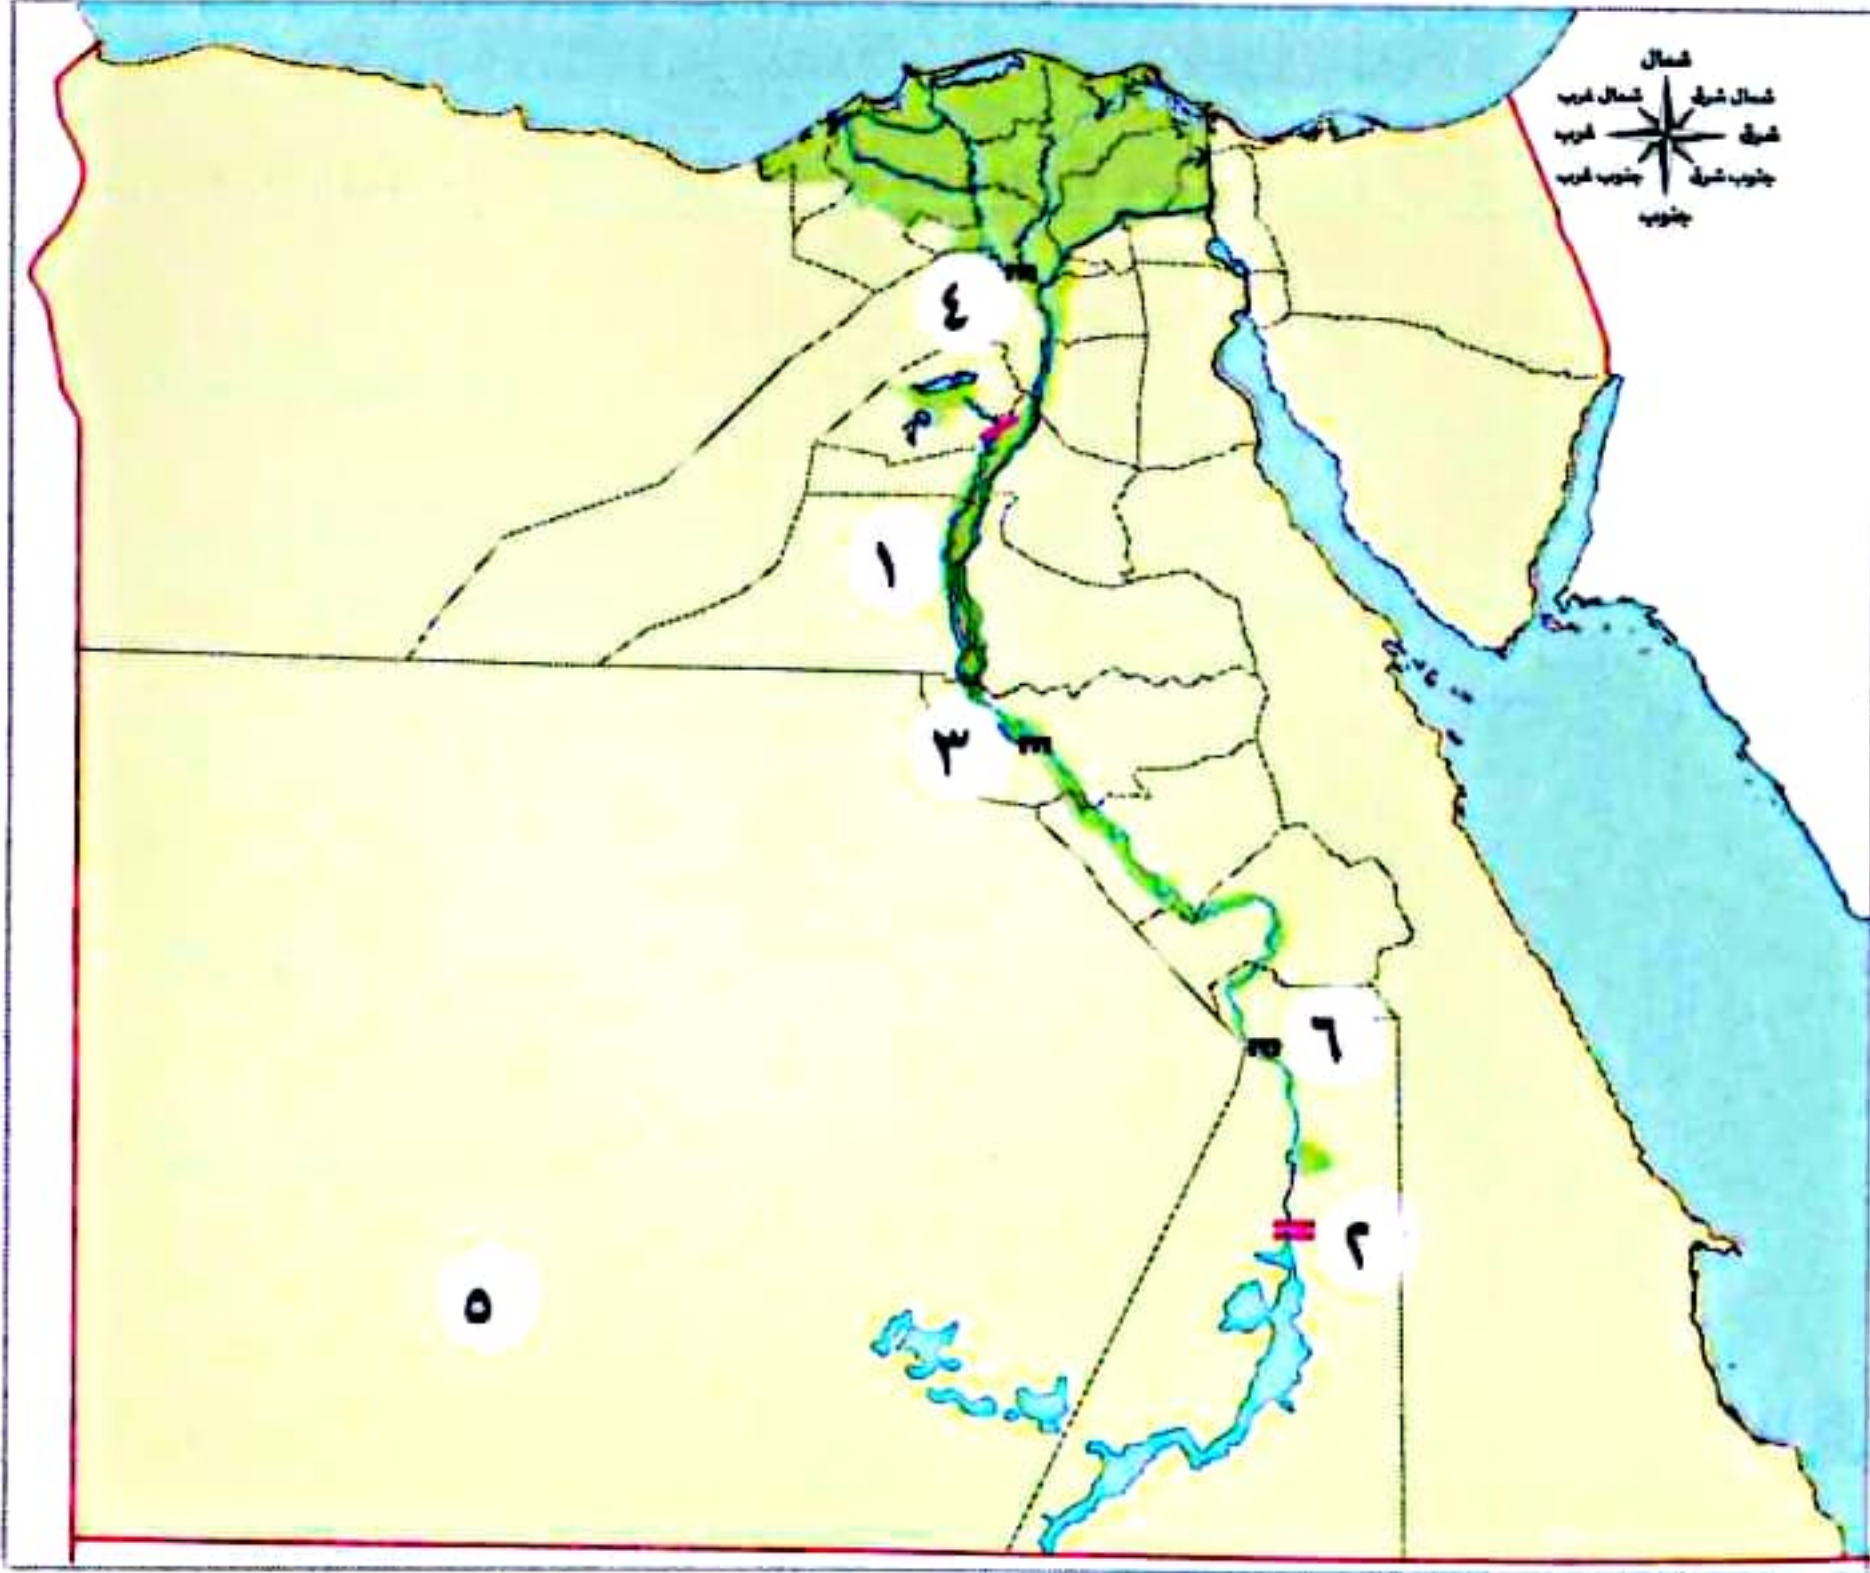 شمال
شمال غرب
شمال شرق
غرب
شرق
جنوب غرب
جنوب شرق
جنوب
٤
م
١
٣
٦
٢
٥